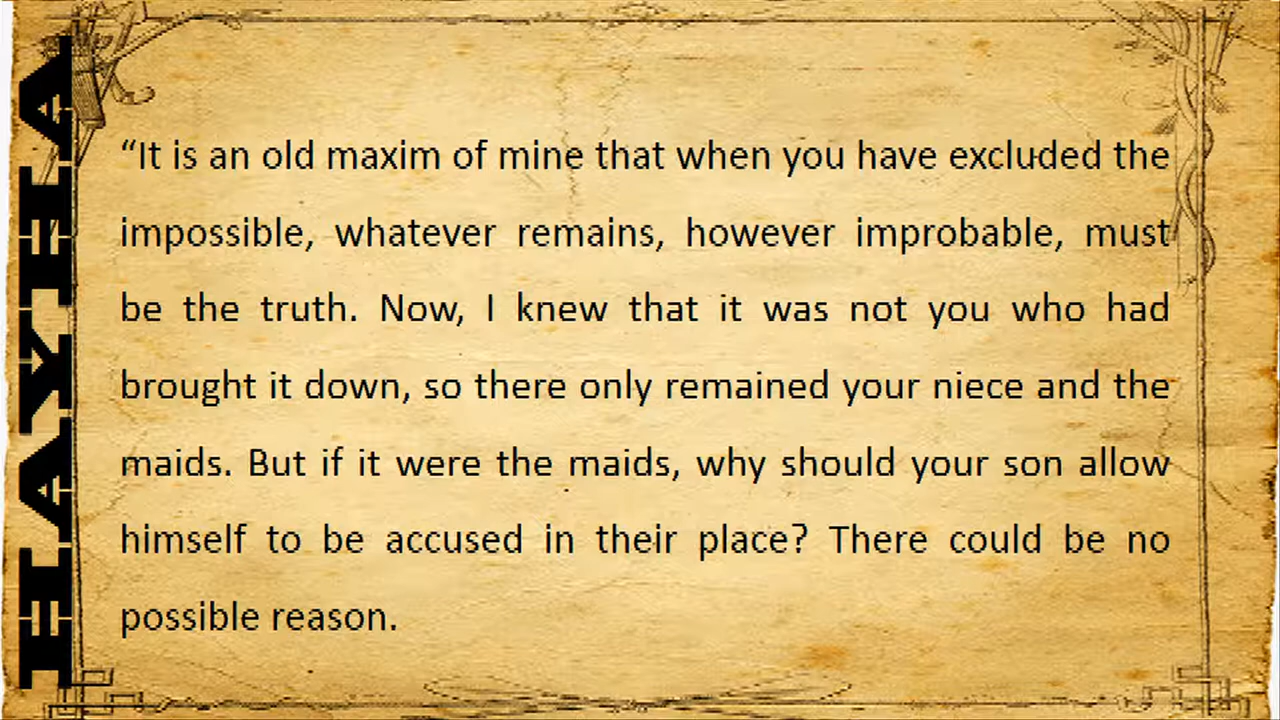 “It is an old maxim of mine that when you have excluded the
impossible, whatever remains, however improbable, must
be the truth. Now, I knew that it was not you who had
brought it down, so there only remained your niece and the
maids. But if it were the maids, why should your son allow
himself to be accused in their place? There could be no
possible reason.